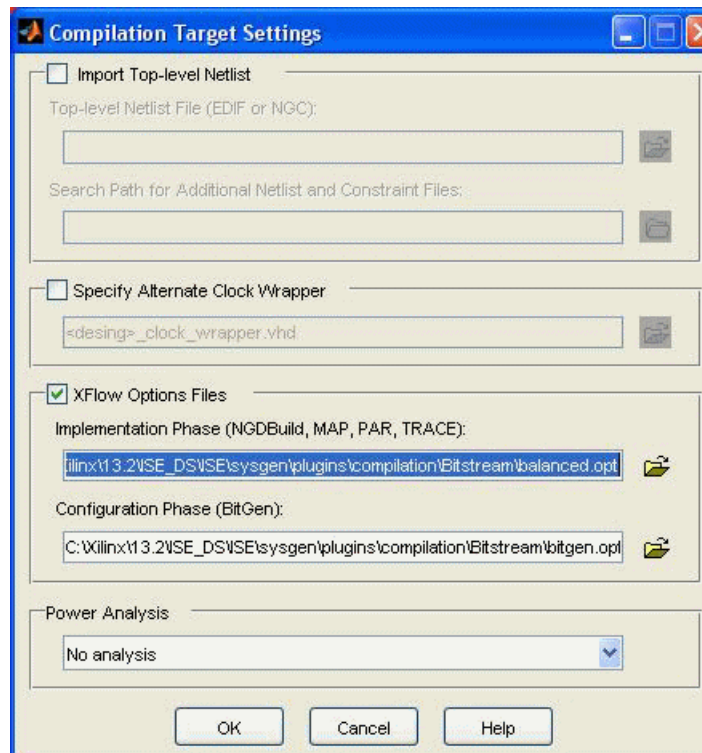 Compilation Target Settings
Import Top-level Netlist
Top-level Netlist File (EDIF or NGC):
Search Path for Additional Netlist and Constraint Files:
Specify Alternate Clock Wrapper
<desing>_clock_wrapper.vhd
XFlow Options Files
Implementation Phase (NGDBuild, MAP, PAR, TRACE):
ilinx\13.2\ISE_DS\ISE\sysgen\plugins\compilation\Bitstream\balanced.opt
Configuration Phase (BitGen):
C:\Xilinx\13.2\ISE_DS\ISE\sysgen\plugins\compilation\Bitstream\bitgen.opt
Power Analysis
No analysis
OK Cancel Help